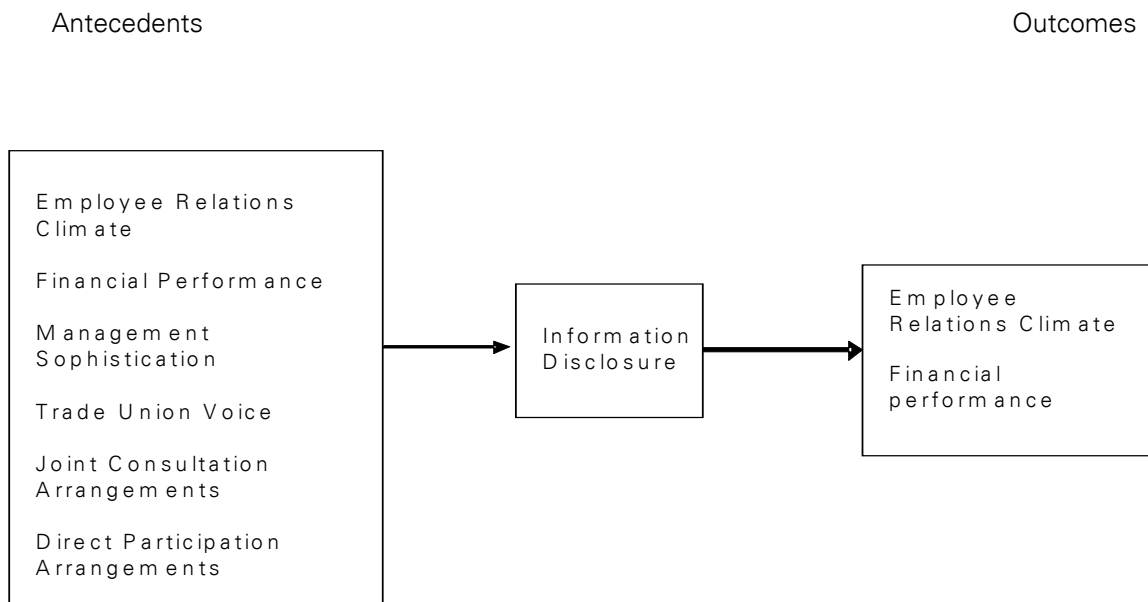 Antecedents
Outcomes
Employee Relations
Climate
Financial Performance
Management
Sophistication
Trade Union Voice
Joint Consultation
Arrangements
Direct Participation
Arrangements
Information
Disclosure
Employee
Relations Climate
Financial
performance